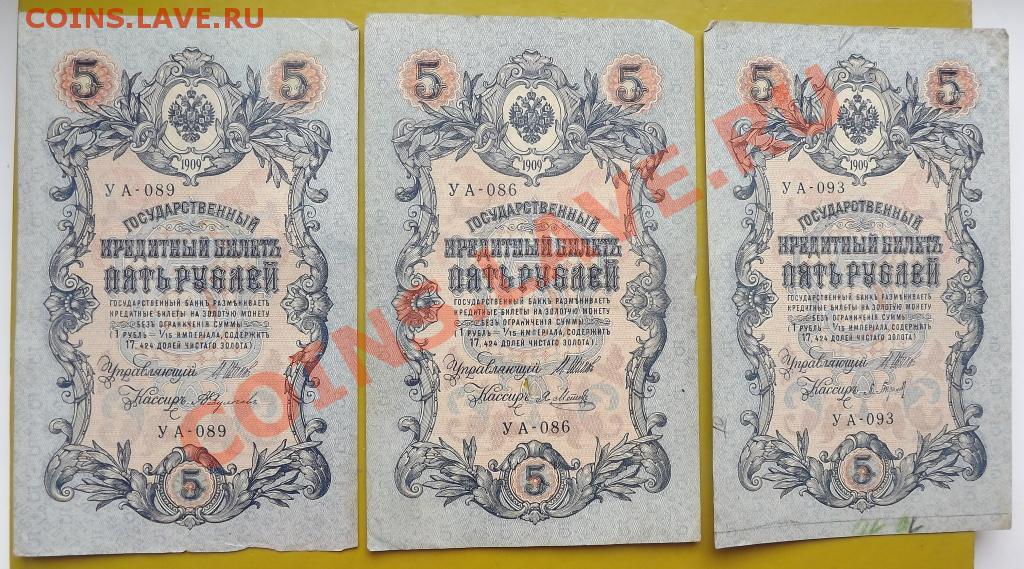 COINS.LAVE.RU
COINS.LAVE.RU
COINS.LAVE.RU
5 5
1909
УА-089
ГОСУДАРСТВЕННЫЙ
КРЕДИТНЫЙ БИЛЕТЪ
ПЯТЬ РУБЛЕЙ
ГОСУДАРСТВЕННЫЙ БАНКЪ РАЗМѢНИВАЕТЪ
КРЕДИТНЫЕ БИЛЕТЫ НА ЗОЛОТУЮ МОНЕТУ
БЕЗЪ ОГРАНИЧЕНІЯ СУММЫ
(1 РУБЛЬ = 1/15 ИМПЕРІАЛА, СОДЕРЖИТЪ
17,424 ДОЛЕЙ ЧИСТАГО ЗОЛОТА).
Управляющій
Кассиръ
УА-089
5
5 5
1909
УА-086
ГОСУДАРСТВЕННЫЙ
КРЕДИТНЫЙ БИЛЕТЪ
ПЯТЬ РУБЛЕЙ
ГОСУДАРСТВЕННЫЙ БАНКЪ РАЗМѢНИВАЕТЪ
КРЕДИТНЫЕ БИЛЕТЫ НА ЗОЛОТУЮ МОНЕТУ
БЕЗЪ ОГРАНИЧЕНІЯ СУММЫ
(1 РУБЛЬ = 1/15 ИМПЕРІАЛА, СОДЕРЖИТЪ
17,424 ДОЛЕЙ ЧИСТАГО ЗОЛОТА).
Управляющій
Кассиръ
УА-086
5
5 5
1909
УА-093
ГОСУДАРСТВЕННЫЙ
КРЕДИТНЫЙ БИЛЕТЪ
ПЯТЬ РУБЛЕЙ
ГОСУДАРСТВЕННЫЙ БАНКЪ РАЗМѢНИВАЕТЪ
КРЕДИТНЫЕ БИЛЕТЫ НА ЗОЛОТУЮ МОНЕТУ
БЕЗЪ ОГРАНИЧЕНІЯ СУММЫ
(1 РУБЛЬ = 1/15 ИМПЕРІАЛА, СОДЕРЖИТЪ
17,424 ДОЛЕЙ ЧИСТАГО ЗОЛОТА).
Управляющій
Кассиръ
УА-093
5